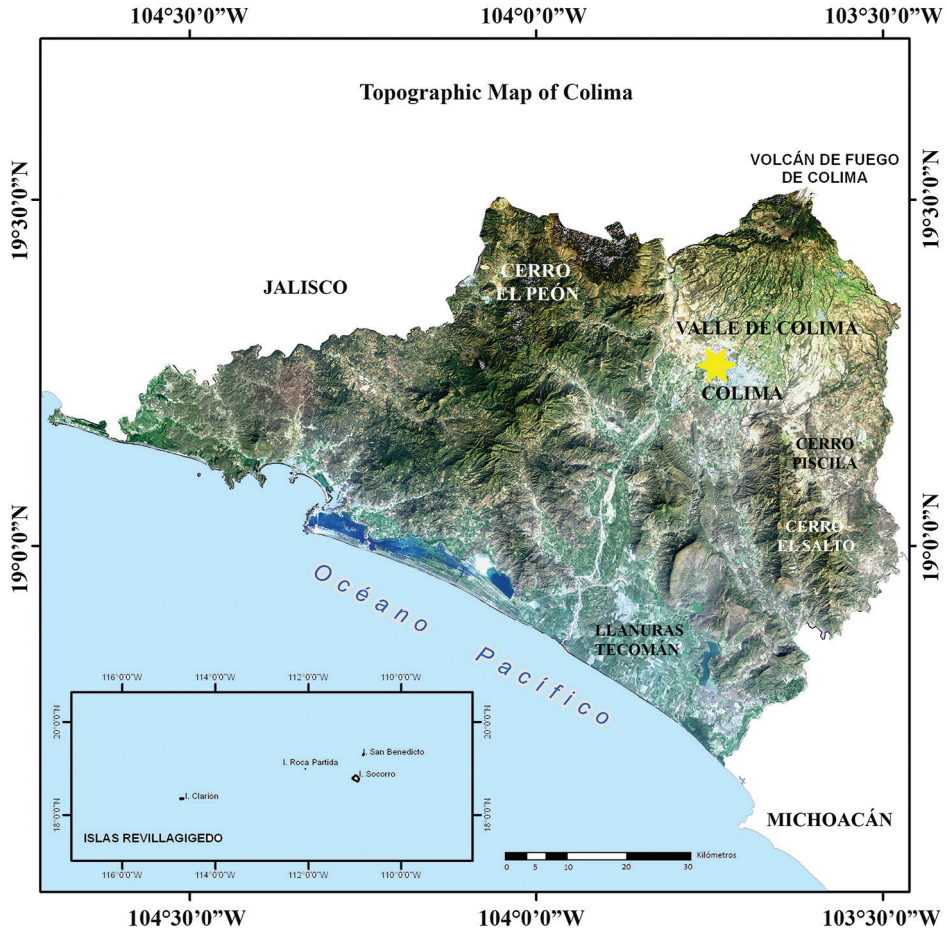 104°30’0”W
104°0’0”W
103°30’0”W
Topographic Map of Colima
VOLCÁN DE FUEGO
DE COLIMA
19°30’0”N
19°30’0”N
JALISCO
CERRO
EL PEÓN
VALLE DE COLIMA
COLIMA
CERRO
PISCILA
19°0’0”N
19°0’0”N
CERRO
EL SALTO
Océano Pacífico
LLANURAS
TECOMÁN
116°0'0"W
114°0'0"W
112°0'0"W
110°0'0"W
20°0'0"N
20°0'0"N
I. San Benedicto
I. Roca Partida
I. Socorro
I. Clarión
18°0'0"N
18°0'0"N
ISLAS REVILLAGIGEDO
116°0'0"W
114°0'0"W
112°0'0"W
110°0'0"W
MICHOACÁN
Kilómetros
0 5 10 20 30
104°30’0”W
104°0’0”W
103°30’0”W